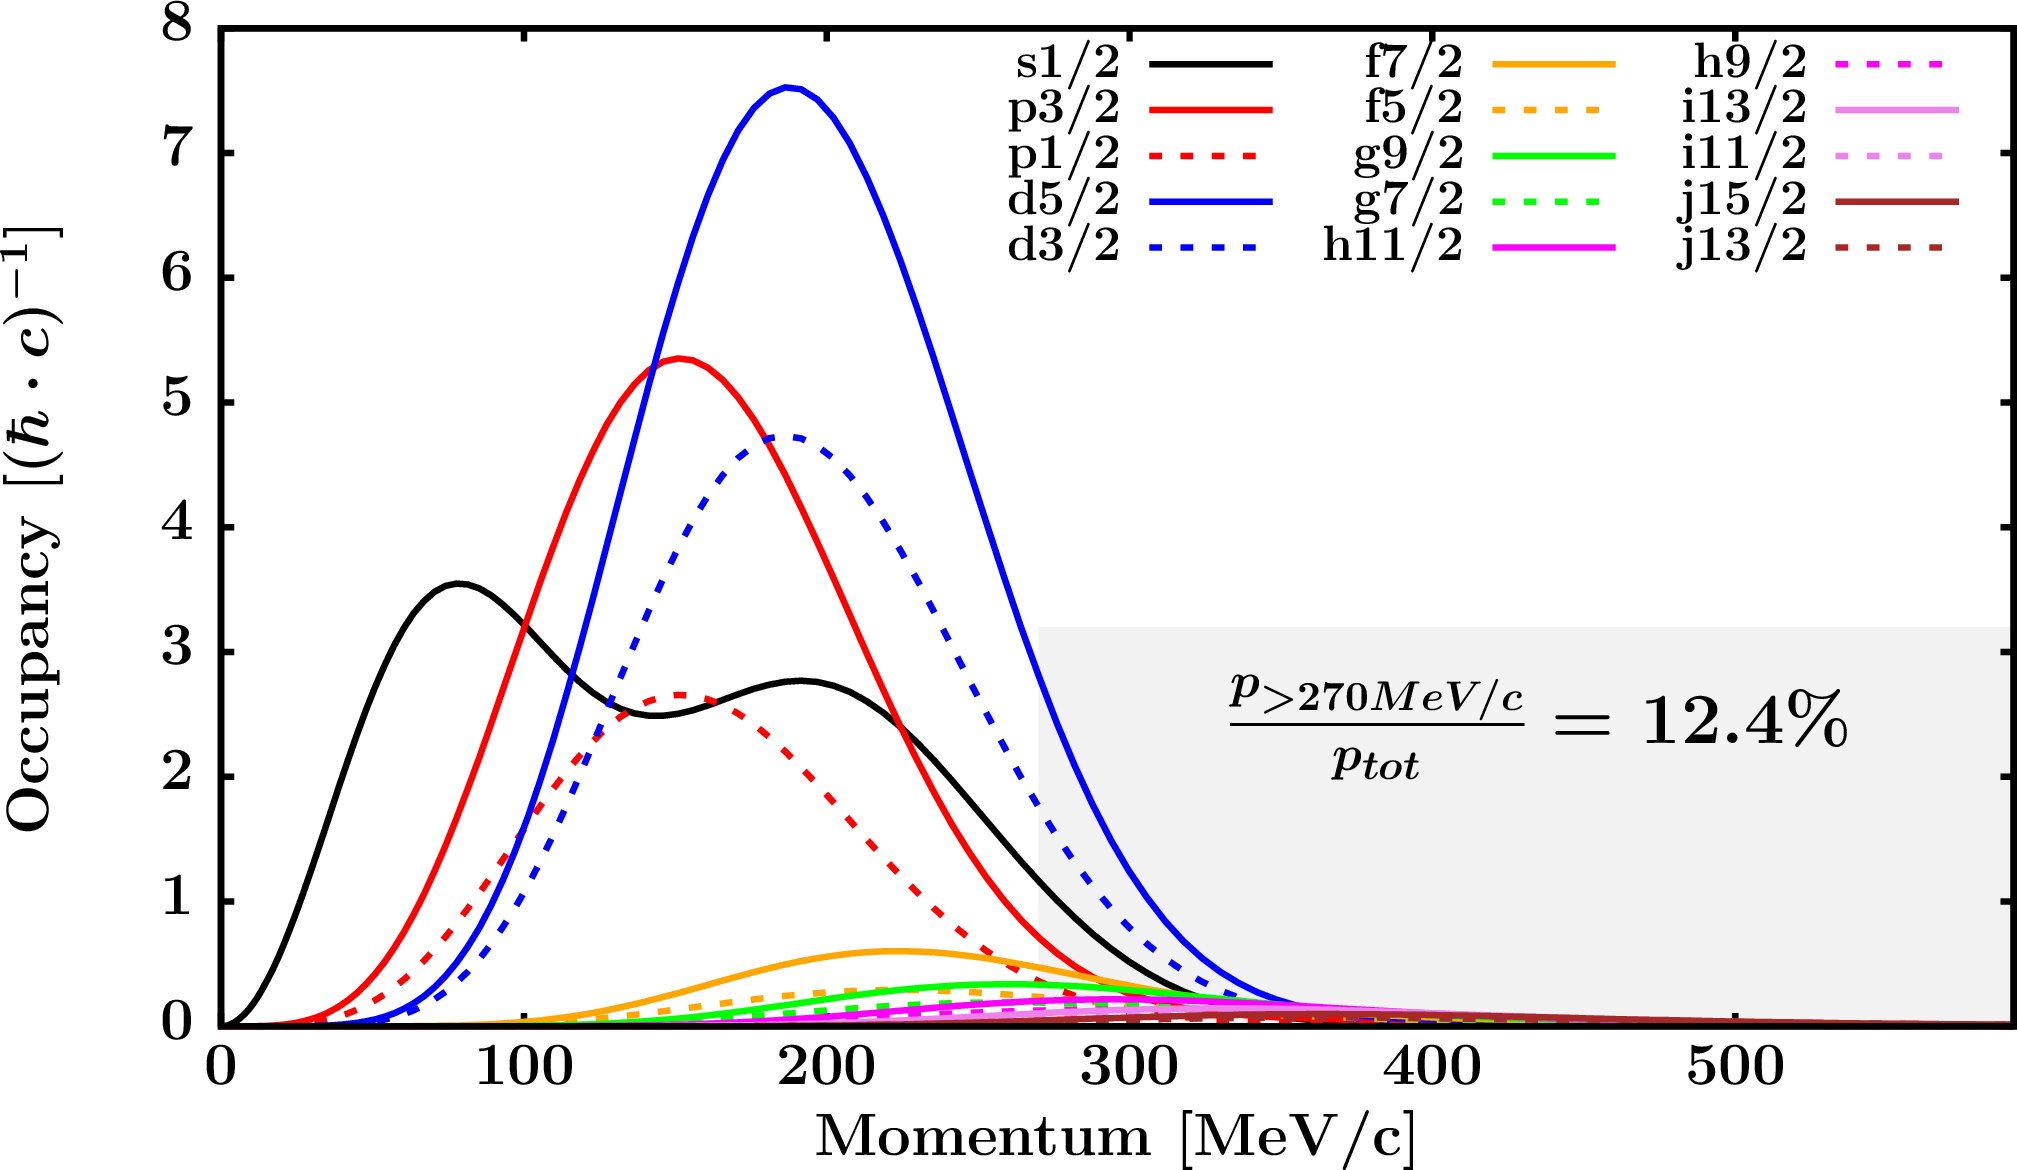 Occupancy [(ħ · c)⁻¹]
8
7
6
5
4
3
2
1
0
s1/2
p3/2
p1/2
d5/2
d3/2
f7/2
f5/2
g9/2
g7/2
h11/2
h9/2
i13/2
i11/2
j15/2
j13/2
p>270MeV/c / ptot = 12.4%
0 100 200 300 400 500
Momentum [MeV/c]